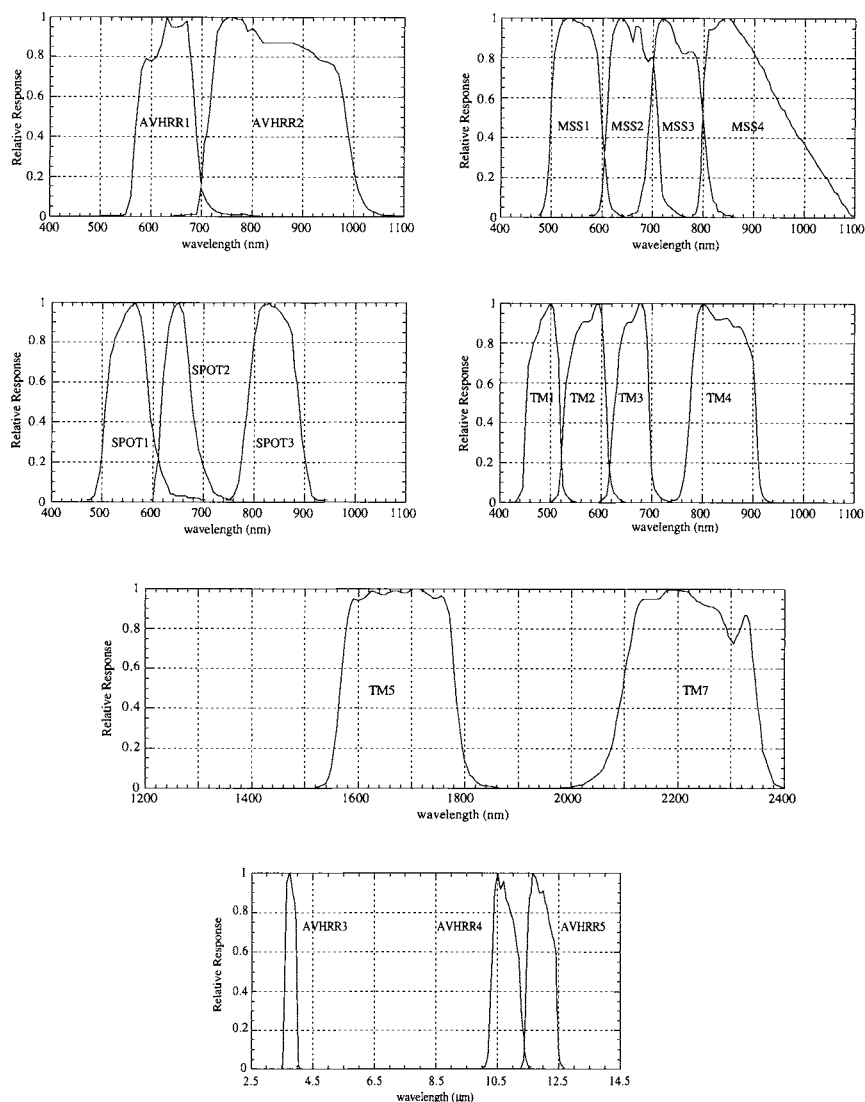 1
0.8
0.6
0.4
0.2
0
Relative Response
AVHRR1
AVHRR2
400 500 600 700 800 900 1000 1100
wavelength (nm)
1
0.8
0.6
0.4
0.2
0
Relative Response
MSS1
MSS2
MSS3
MSS4
400 500 600 700 800 900 1000 1100
wavelength (nm)
1
0.8
0.6
0.4
0.2
0
Relative Response
SPOT1
SPOT2
SPOT3
400 500 600 700 800 900 1000 1100
wavelength (nm)
1
0.8
0.6
0.4
0.2
0
Relative Response
TM1
TM2
TM3
TM4
400 500 600 700 800 900 1000 1100
wavelength (nm)
1
0.8
0.6
0.4
0.2
0
Relative Response
TM5
TM7
1200 1400 1600 1800 2000 2200 2400
wavelength (nm)
1
0.8
0.6
0.4
0.2
0
Relative Response
AVHRR3
AVHRR4
AVHRR5
2.5 4.5 6.5 8.5 10.5 12.5 14.5
wavelength (μm)